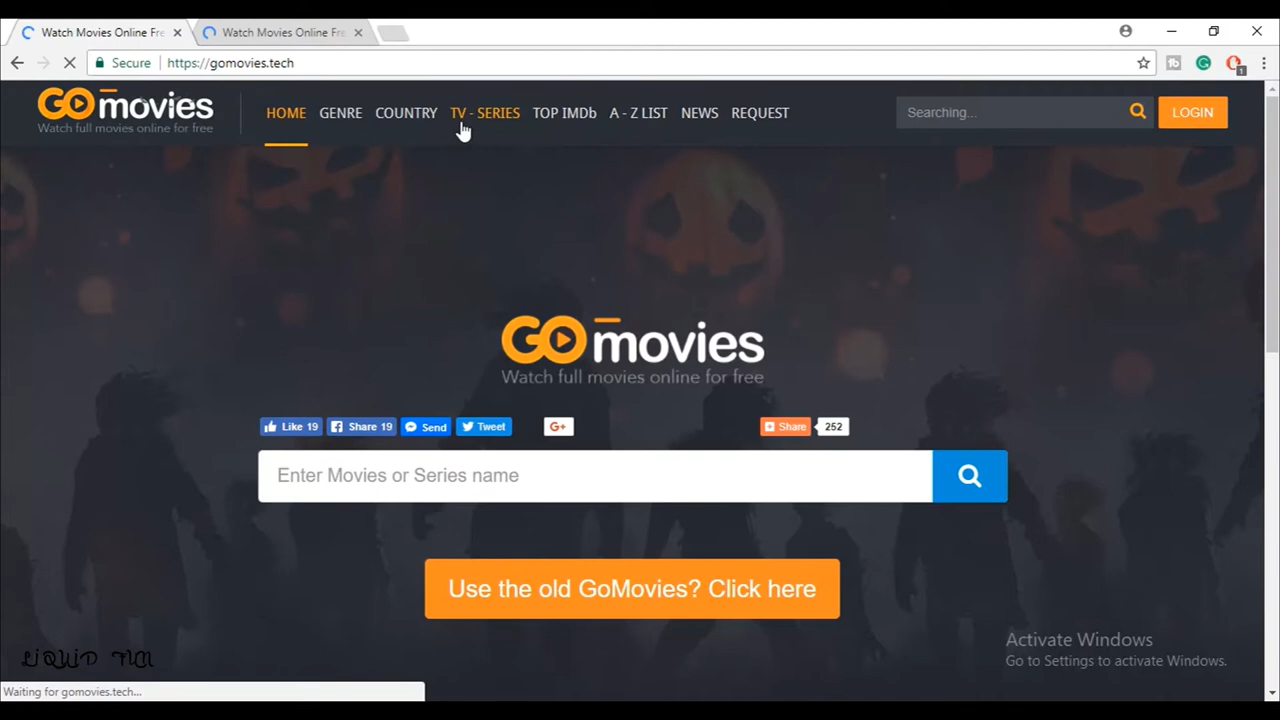 Watch Movies Online Fre
Watch Movies Online Fre
Secure
https://gomovies.tech
GOmovies
Watch full movies online for free
HOME
GENRE
COUNTRY
TV - SERIES
TOP IMDb
A - Z LIST
NEWS
REQUEST
Searching...
LOGIN
GOmovies
Watch full movies online for free
Like 19
Share 19
Send
Tweet
G+
Share
252
Enter Movies or Series name
Use the old GoMovies? Click here
Activate Windows
Go to Settings to activate Windows.
Waiting for gomovies.tech...